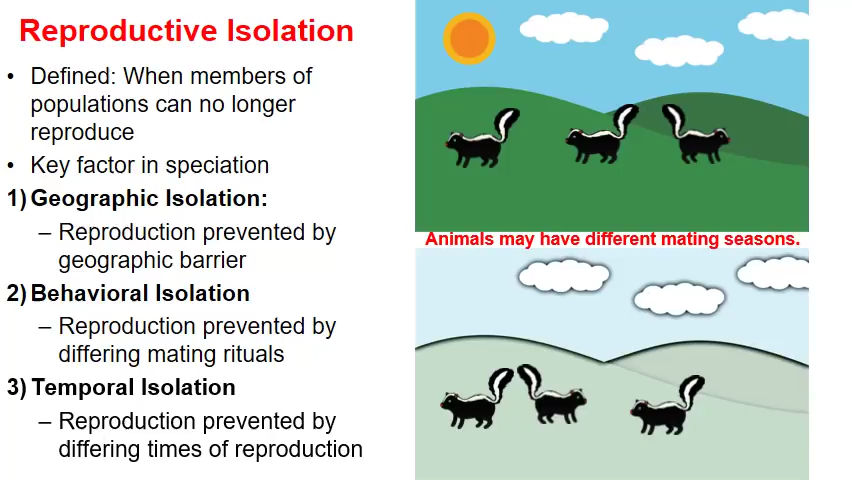 Reproductive Isolation
• Defined: When members of
populations can no longer
reproduce
• Key factor in speciation
1) Geographic Isolation:
– Reproduction prevented by
geographic barrier
2) Behavioral Isolation
– Reproduction prevented by
differing mating rituals
3) Temporal Isolation
– Reproduction prevented by
differing times of reproduction
Animals may have different mating seasons.